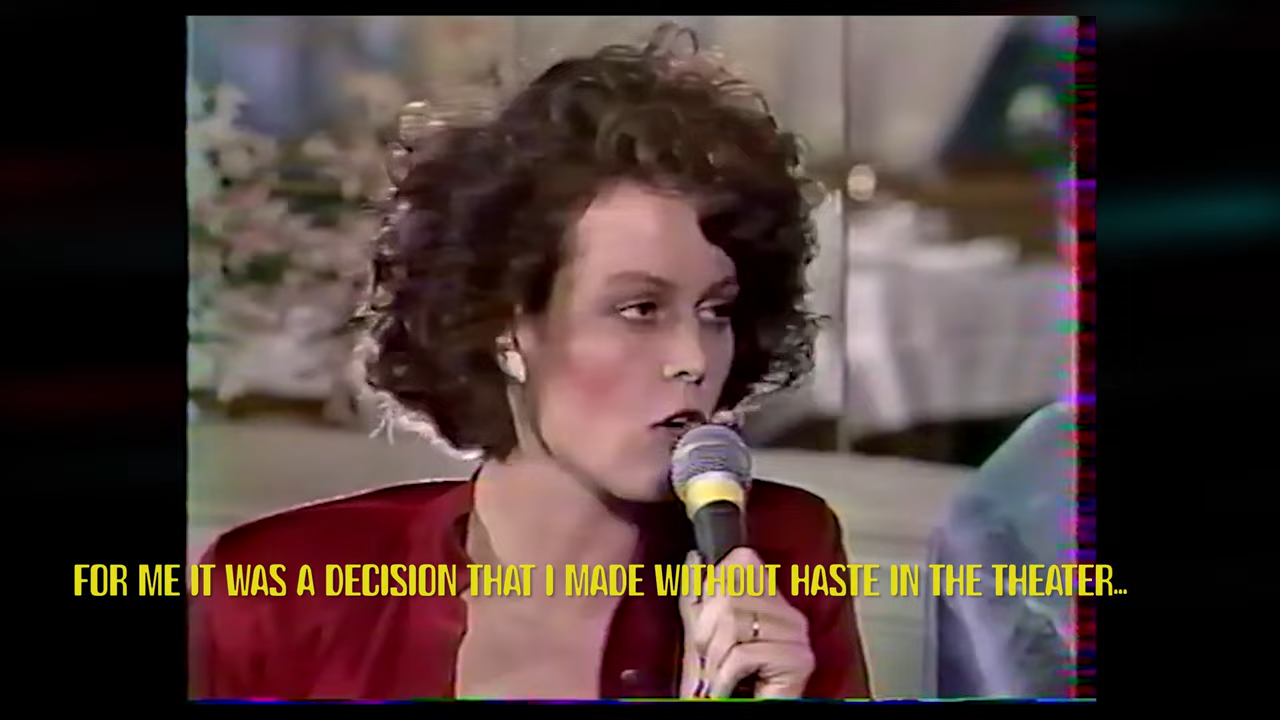 FOR ME IT WAS A DECISION THAT I MADE WITHOUT HASTE IN THE THEATER...